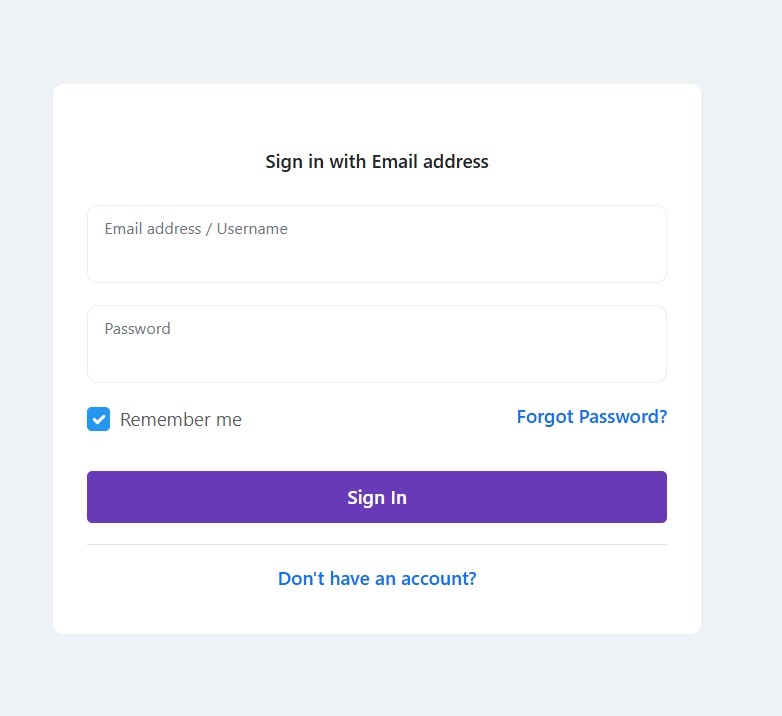 Sign in with Email address
Email address / Username
Password
Remember me
Forgot Password?
Sign In
Don't have an account?